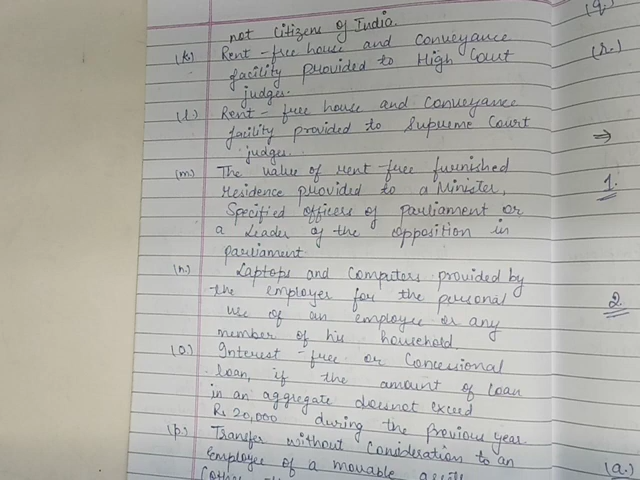 not Citizens of India.
(k) Rent-free house and Conveyance
facility provided to High Court
judges.
(l) Rent-free house and Conveyance
facility provided to Supreme Court
judges.
(m) The value of rent-free furnished
residence provided to a Minister,
Specified officers of parliament or
a Leader of the opposition in
parliament
(n) Laptops and Computers provided by
the employer for the personal
use of an employee or any
member of his household
(o) Interest-free or Concessional
loan, if the amount of loan
in an aggregate doesnot exceed
Rs 20,000 during the previous year
(p) Transfer without Consideration to an
employee of a movable
(q.)
(r.)
⇒
1.
2.
(a.)